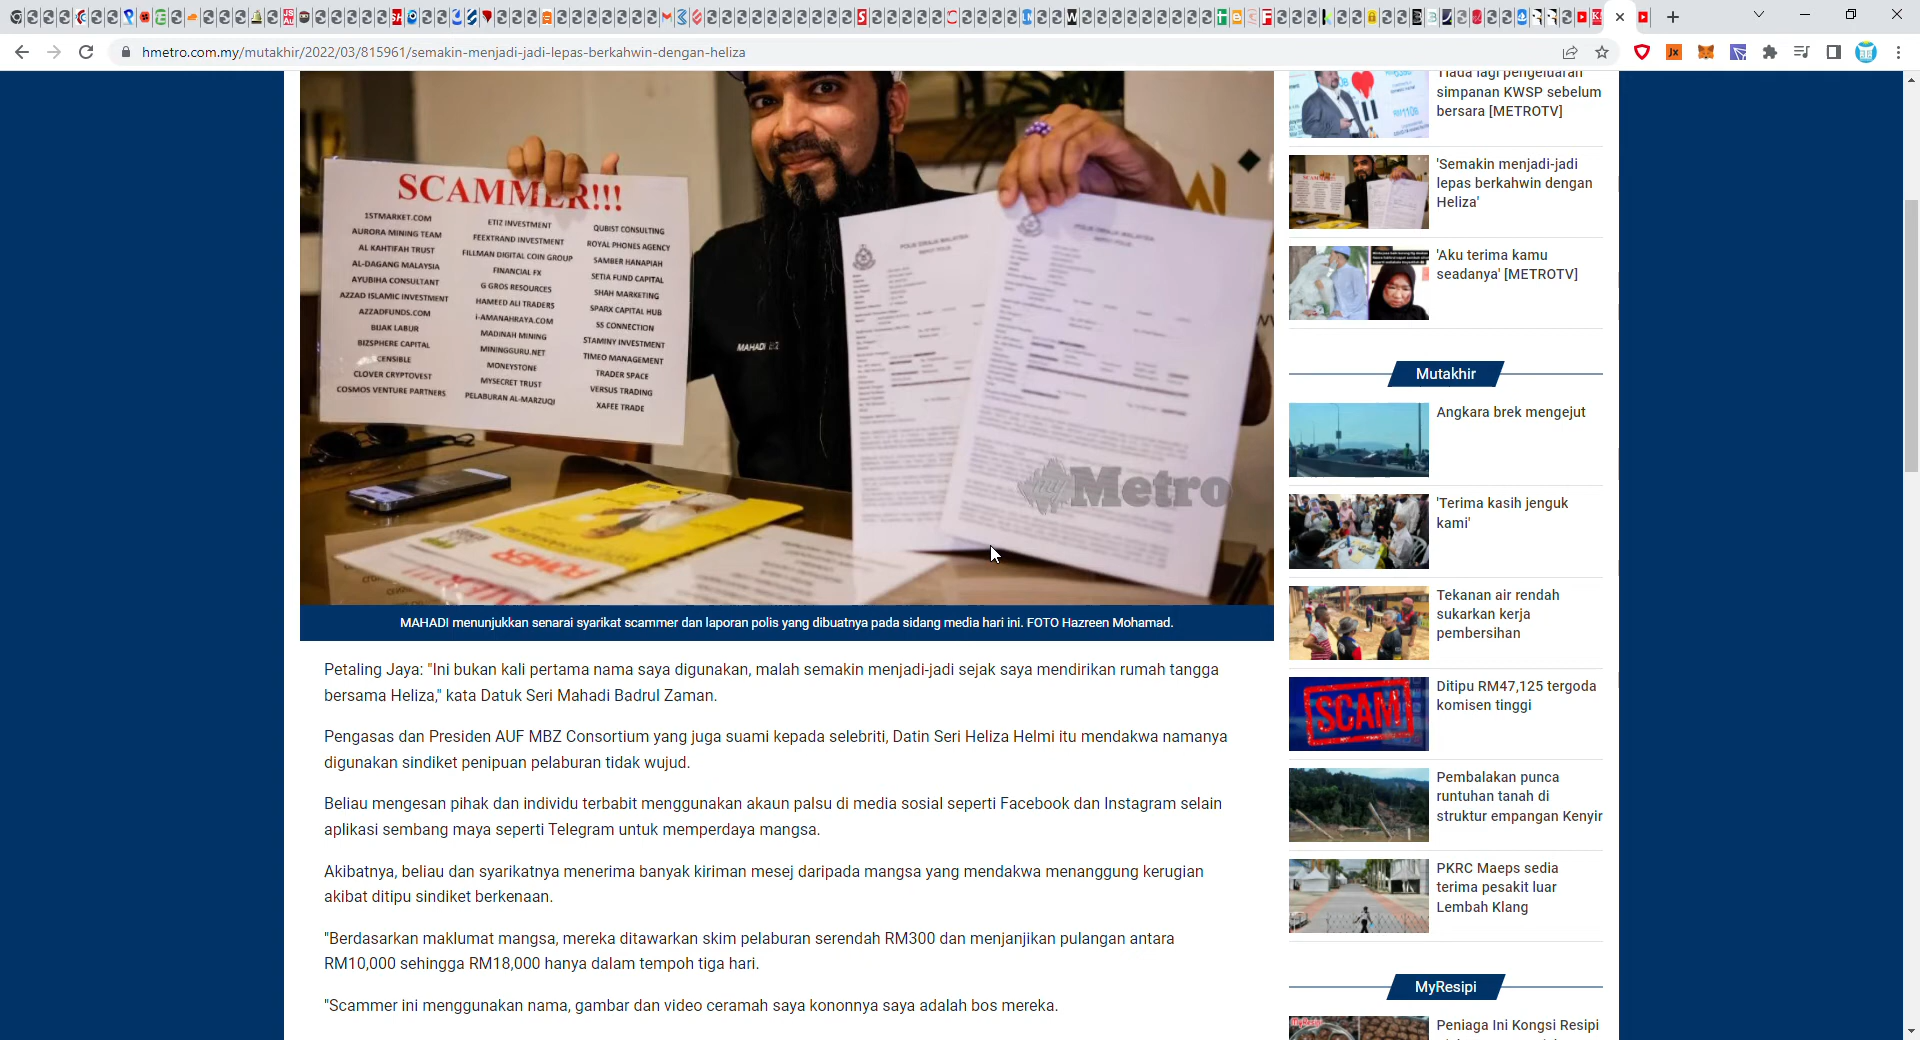 hmetro.com.my/mutakhir/2022/03/815961/semakin-menjadi-jadi-lepas-berkahwin-dengan-heliza
SCAMMER!!!
1STMARKET.COM
AURORA MINING TEAM
AL KAHTIFAH TRUST
AL-DAGANG MALAYSIA
AYUBIHA CONSULTANT
AZZAD ISLAMIC INVESTMENT
AZZADFUNDS.COM
BIJAK LABUR
BIZSPHERE CAPITAL
CENSIBLE
CLOVER CRYPTOVEST
COSMOS VENTURE PARTNERS
ETIZ INVESTMENT
FEEXTRAND INVESTMENT
FILLMAN DIGITAL COIN GROUP
FINANCIAL FX
G GROS RESOURCES
HAMEED ALI TRADERS
i-AMANAHRAYA.COM
MADINAH MINING
MININGGURU.NET
MONEYSTONE
MYSECRET TRUST
PELABURAN AL-MARZUQI
QUBIST CONSULTING
ROYAL PHONES AGENCY
SAMBER HANAPIAH
SETIA FUND CAPITAL
SHAH MARKETING
SPARX CAPITAL HUB
SS CONNECTION
STAMINY INVESTMENT
TIMEO MANAGEMENT
TRADER SPACE
VERSUS TRADING
XAFEE TRADE
MAHADI
POLIS DIRAJA MALAYSIA
POLIS DIRAJA MALAYSIA
POWER
my Metro
MAHADI menunjukkan senarai syarikat scammer dan laporan polis yang dibuatnya pada sidang media hari ini. FOTO Hazreen Mohamad.
Petaling Jaya: "Ini bukan kali pertama nama saya digunakan, malah semakin menjadi-jadi sejak saya mendirikan rumah tangga
bersama Heliza," kata Datuk Seri Mahadi Badrul Zaman.
Pengasas dan Presiden AUF MBZ Consortium yang juga suami kepada selebriti, Datin Seri Heliza Helmi itu mendakwa namanya
digunakan sindiket penipuan pelaburan tidak wujud.
Beliau mengesan pihak dan individu terbabit menggunakan akaun palsu di media sosial seperti Facebook dan Instagram selain
aplikasi sembang maya seperti Telegram untuk memperdaya mangsa.
Akibatnya, beliau dan syarikatnya menerima banyak kiriman mesej daripada mangsa yang mendakwa menanggung kerugian
akibat ditipu sindiket berkenaan.
"Berdasarkan maklumat mangsa, mereka ditawarkan skim pelaburan serendah RM300 dan menjanjikan pulangan antara
RM10,000 sehingga RM18,000 hanya dalam tempoh tiga hari.
"Scammer ini menggunakan nama, gambar dan video ceramah saya kononnya saya adalah bos mereka.
Tiada lagi pengeluaran
simpanan KWSP sebelum
bersara [METROTV]
'Semakin menjadi-jadi
lepas berkahwin dengan
Heliza'
'Aku terima kamu
seadanya' [METROTV]
Mutakhir
Angkara brek mengejut
'Terima kasih jenguk
kami'
Tekanan air rendah
sukarkan kerja
pembersihan
SCAM
Ditipu RM47,125 tergoda
komisen tinggi
Pembalakan punca
runtuhan tanah di
struktur empangan Kenyir
PKRC Maeps sedia
terima pesakit luar
Lembah Klang
MyResipi
MyResipi
Peniaga Ini Kongsi Resipi